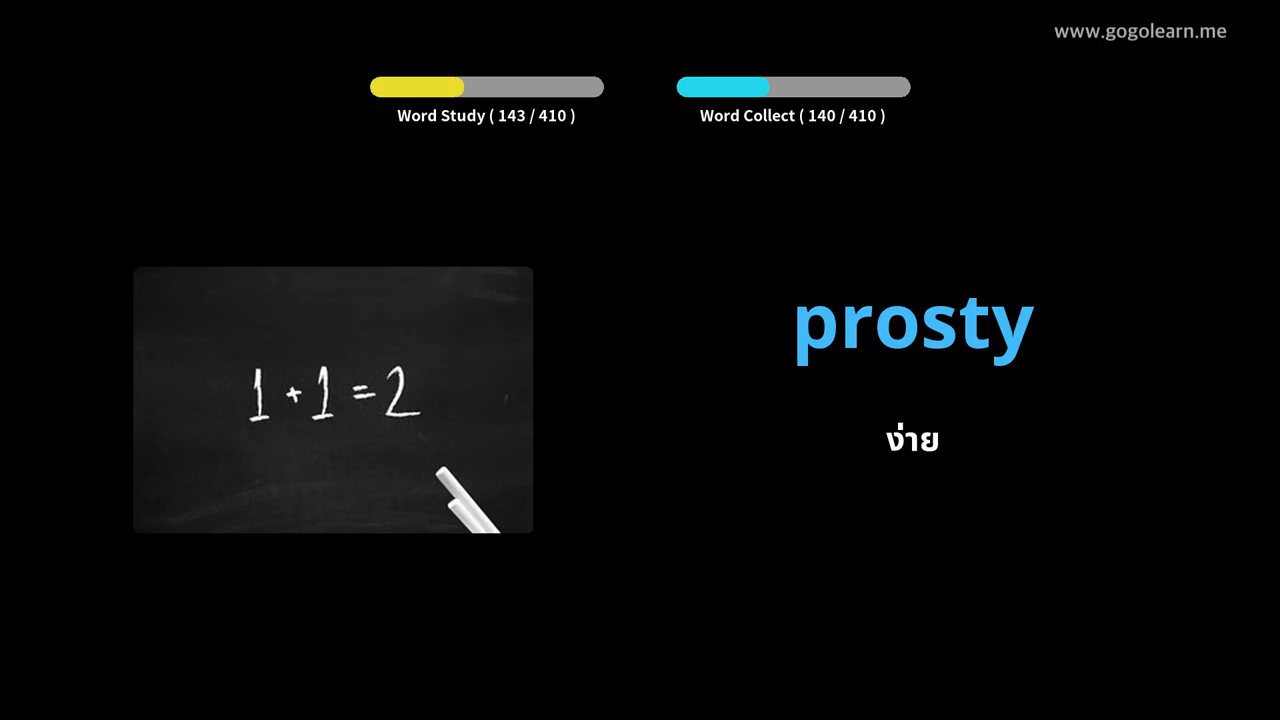 www.gogolearn.me
Word Study ( 143 / 410 )
Word Collect ( 140 / 410 )
1 + 1 = 2
prosty
ง่าย